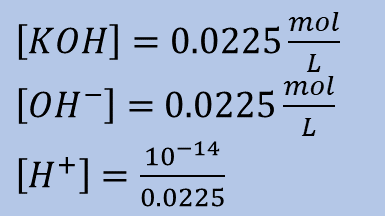 [KOH] = 0.0225 mol/L
[OH⁻] = 0.0225 mol/L
[H⁺] = 10⁻¹⁴/0.0225